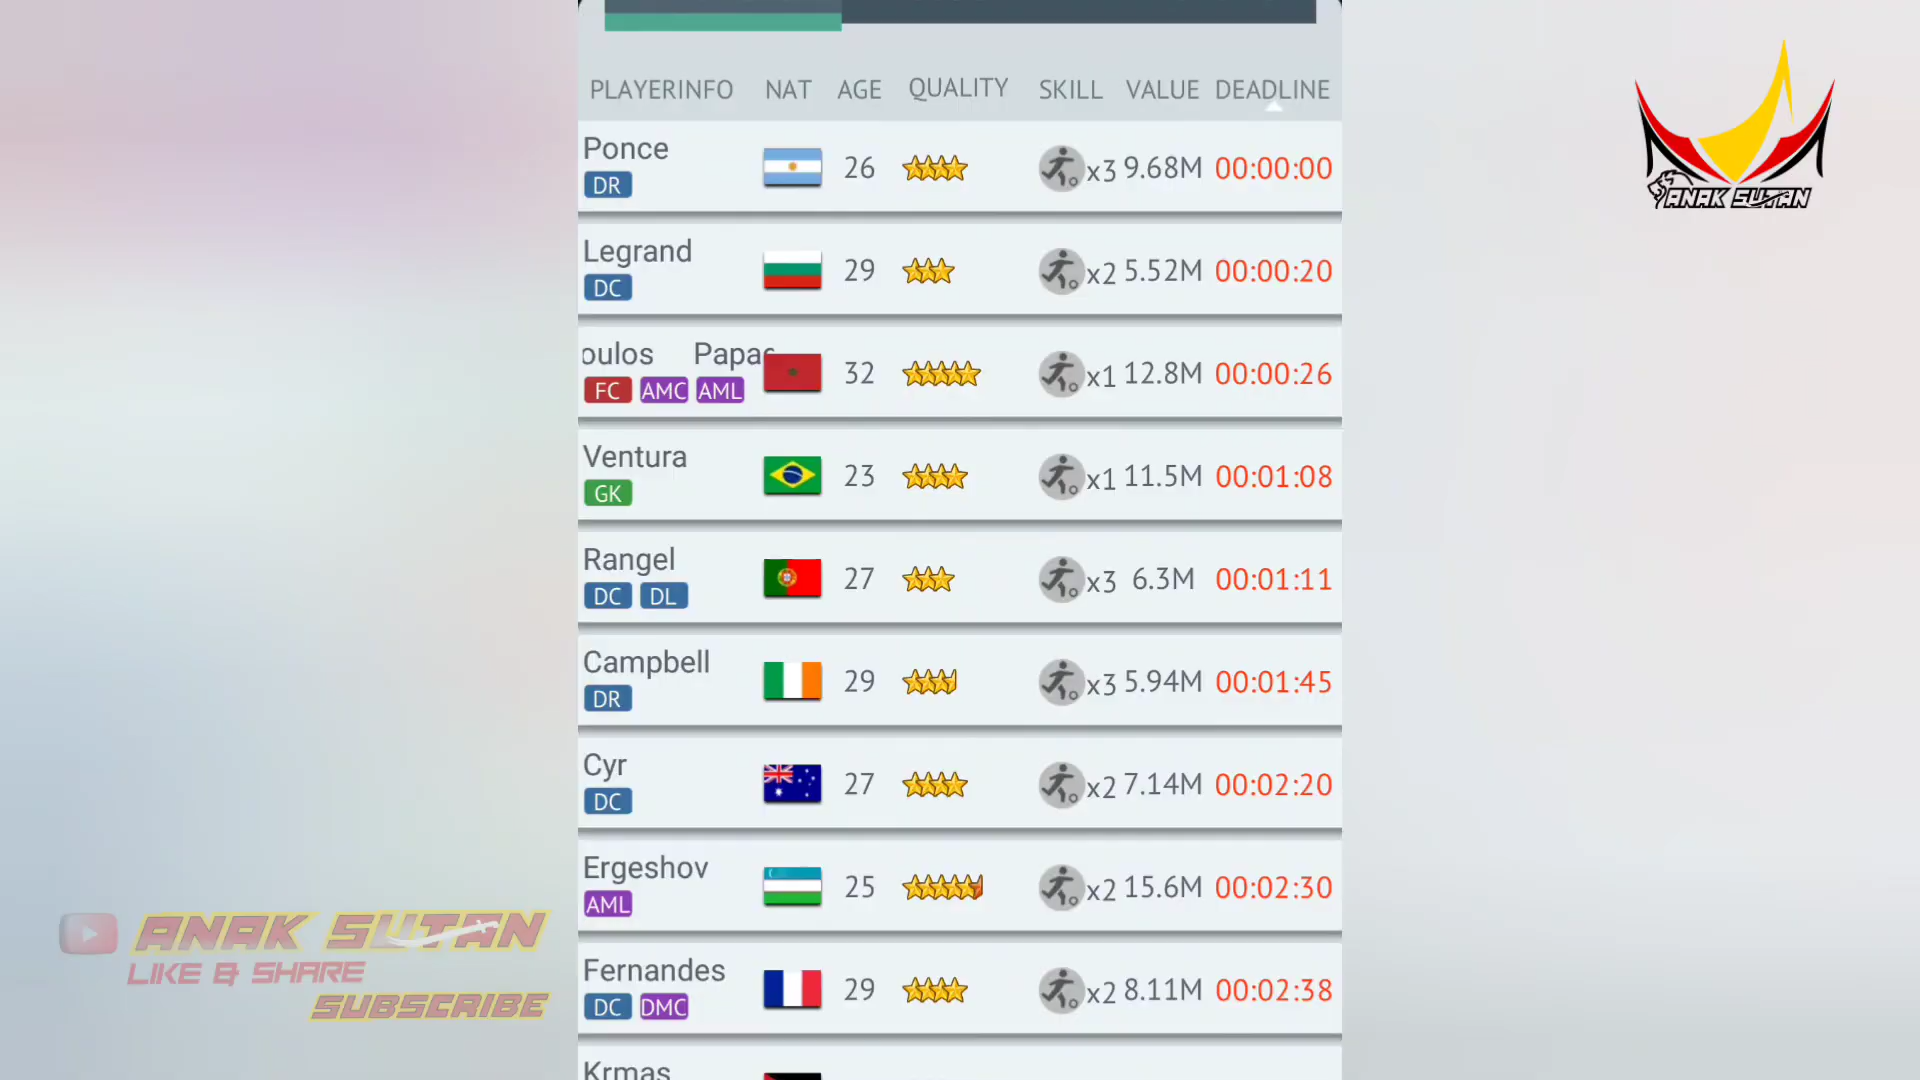 PLAYERINFO NAT AGE QUALITY SKILL VALUE DEADLINE
Ponce
DR
26 x3 9.68M 00:00:00
Legrand
DC
29 x2 5.52M 00:00:20
oulos Papas
FC AMC AML
32 x1 12.8M 00:00:26
Ventura
GK
23 x1 11.5M 00:01:08
Rangel
DC DL
27 x3 6.3M 00:01:11
Campbell
DR
29 x3 5.94M 00:01:45
Cyr
DC
27 x2 7.14M 00:02:20
Ergeshov
AML
25 x2 15.6M 00:02:30
Fernandes
DC DMC
29 x2 8.11M 00:02:38
Krmas
ANAK SUTAN
ANAK SUTAN
LIKE & SHARE
SUBSCRIBE